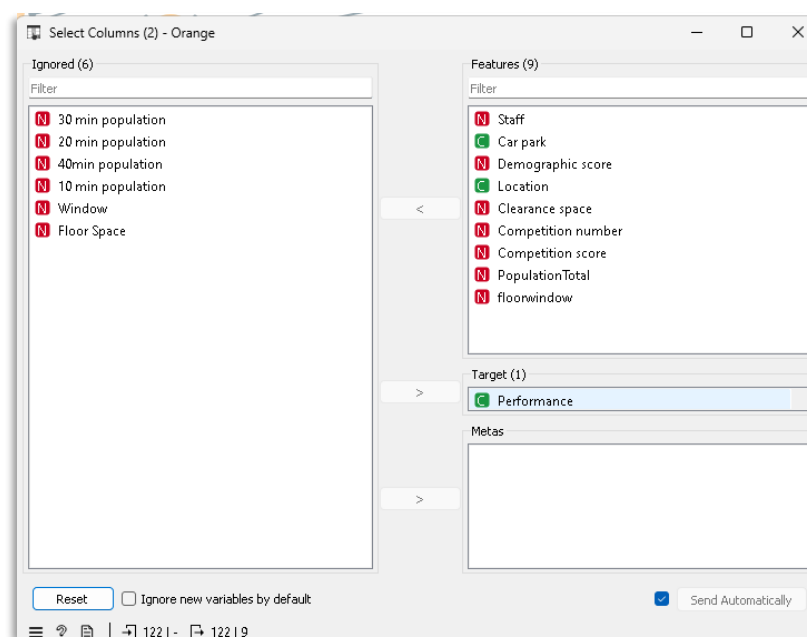 Select Columns (2) - Orange
Ignored (6)
Filter
N 30 min population
N 20 min population
N 40min population
N 10 min population
N Window
N Floor Space
<
>
>
Features (9)
Filter
N Staff
C Car park
N Demographic score
C Location
N Clearance space
N Competition number
N Competition score
N PopulationTotal
N floorwindow
Target (1)
C Performance
Metas
Reset
Ignore new variables by default
Send Automatically
122 | - 122 | 9